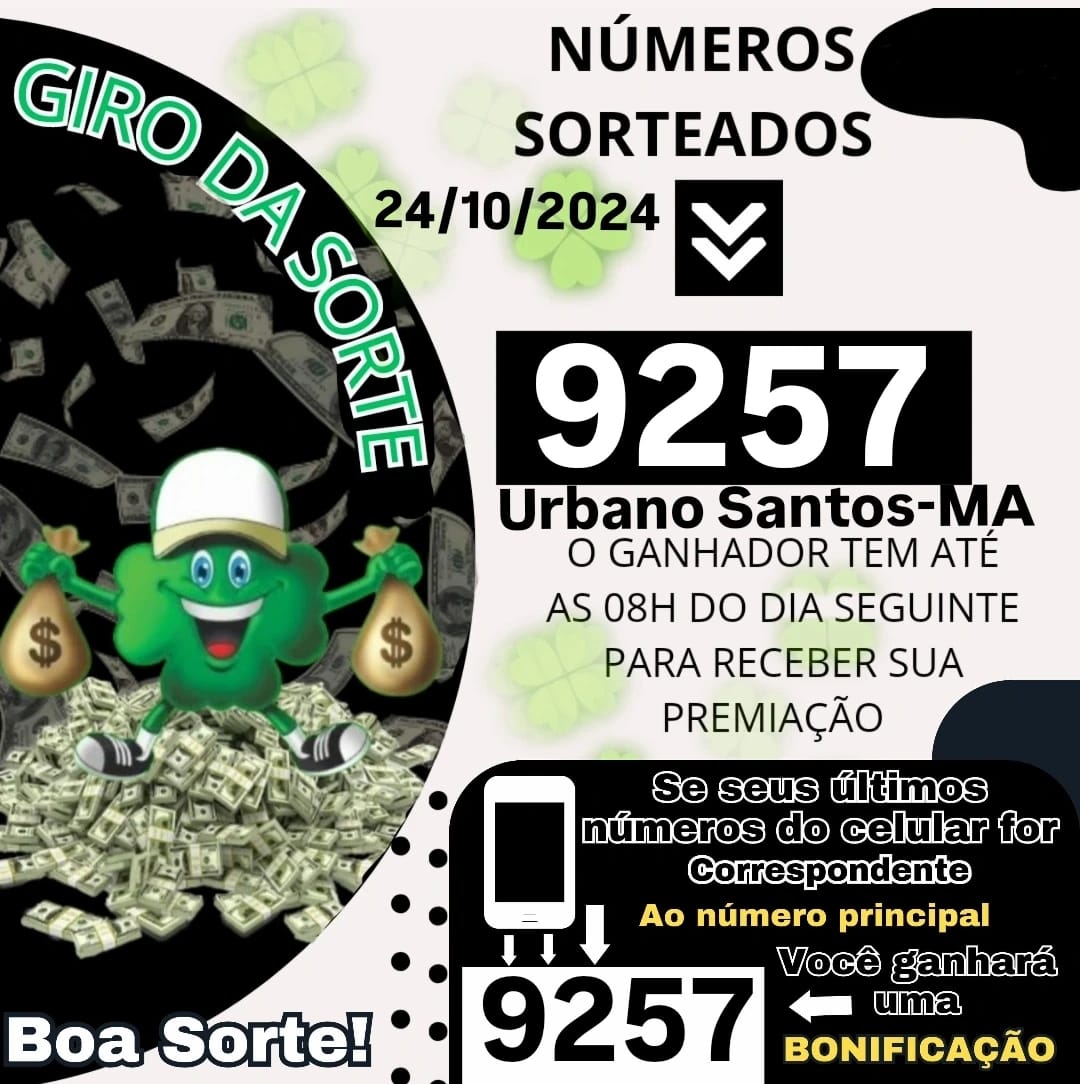 GIRO DA SORTE
NÚMEROS
SORTEADOS
24/10/2024
9257
Urbano Santos-MA
O GANHADOR TEM ATÉ
AS 08H DO DIA SEGUINTE
PARA RECEBER SUA
PREMIAÇÃO
$
$
Se seus últimos
números do celular for
Correspondente
Ao número principal
Você ganhará
uma
BONIFICAÇÃO
9257
Boa Sorte!